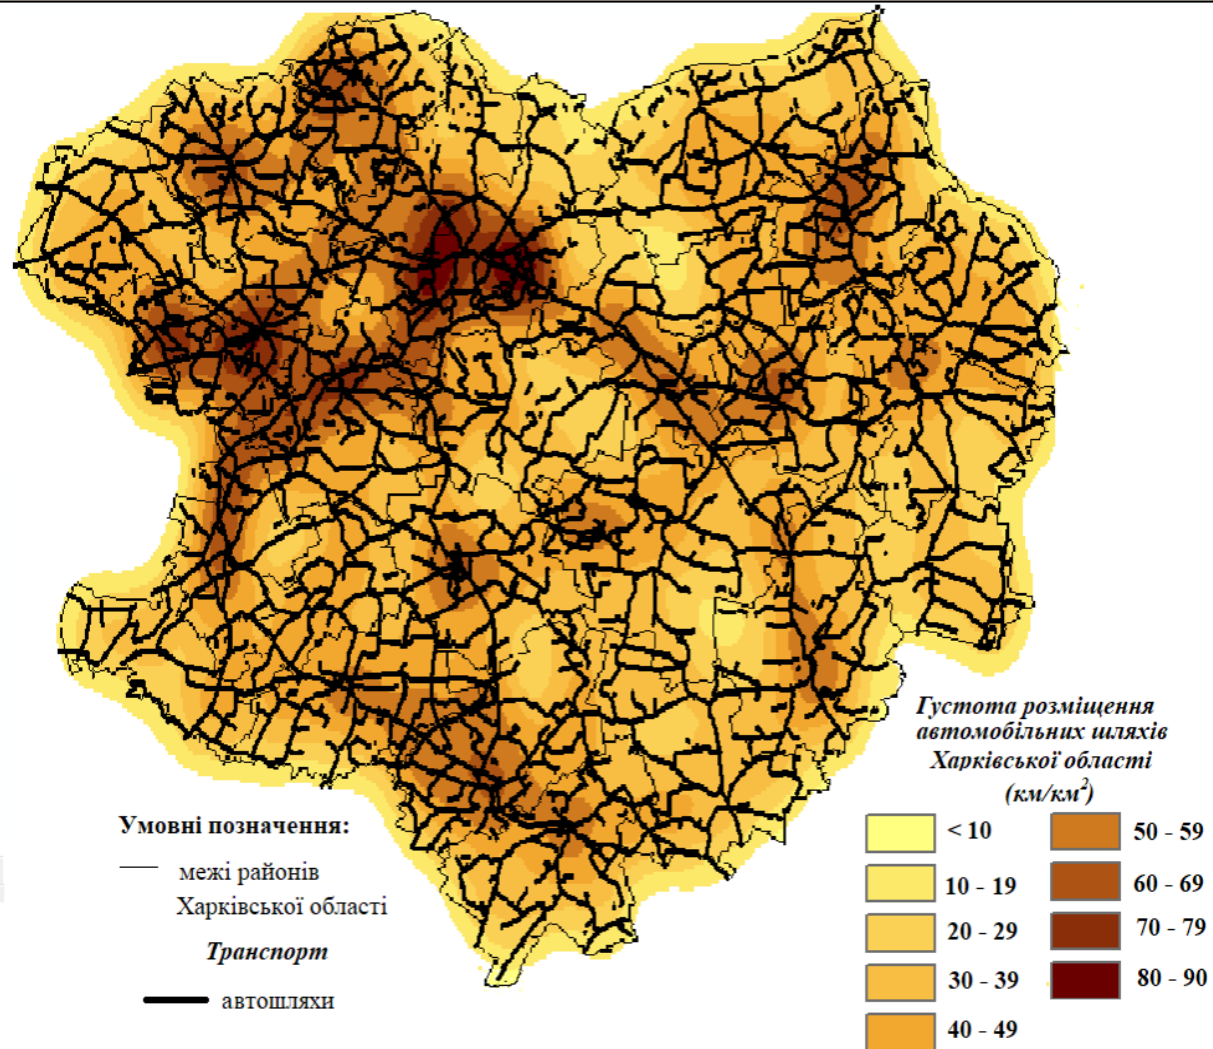 Густота розміщення
автомобільних шляхів
Харківської області
(км/км²)
Умовні позначення:
межі районів
Харківської області
Транспорт
автошляхи
< 10
10 - 19
20 - 29
30 - 39
40 - 49
50 - 59
60 - 69
70 - 79
80 - 90